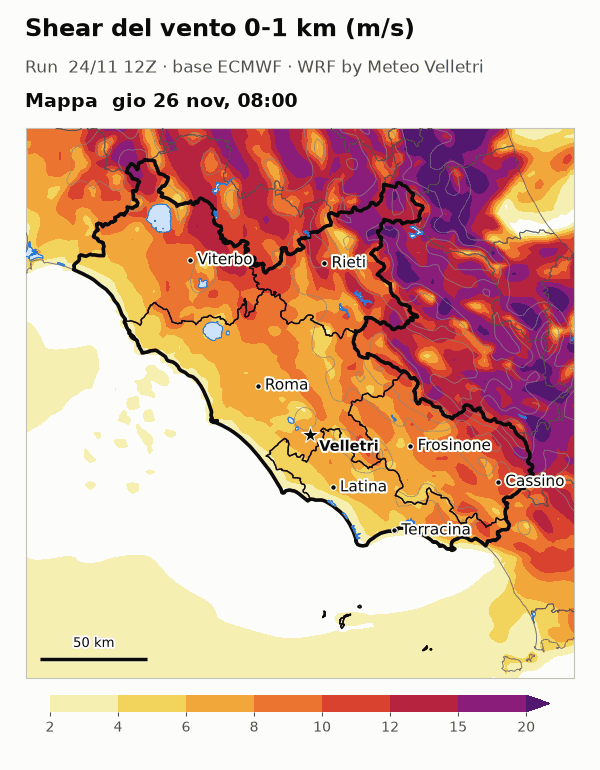 Shear del vento 0-1 km (m/s)
Run  24/11 12Z · base ECMWF · WRF by Meteo Velletri
Mappa  gio 26 nov, 08:00
Viterbo
Rieti
Roma
Velletri
Frosinone
Latina
Cassino
Terracina
50 km
2 4 6 8 10 12 15 20